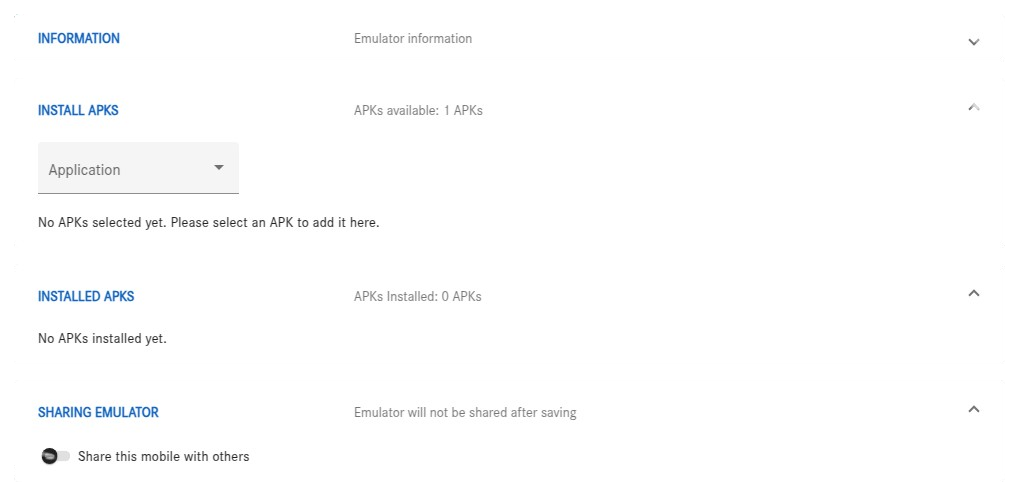 INFORMATION Emulator information
INSTALL APKS APKs available: 1 APKs
Application
No APKs selected yet. Please select an APK to add it here.
INSTALLED APKS APKs Installed: 0 APKs
No APKs installed yet.
SHARING EMULATOR Emulator will not be shared after saving
Share this mobile with others